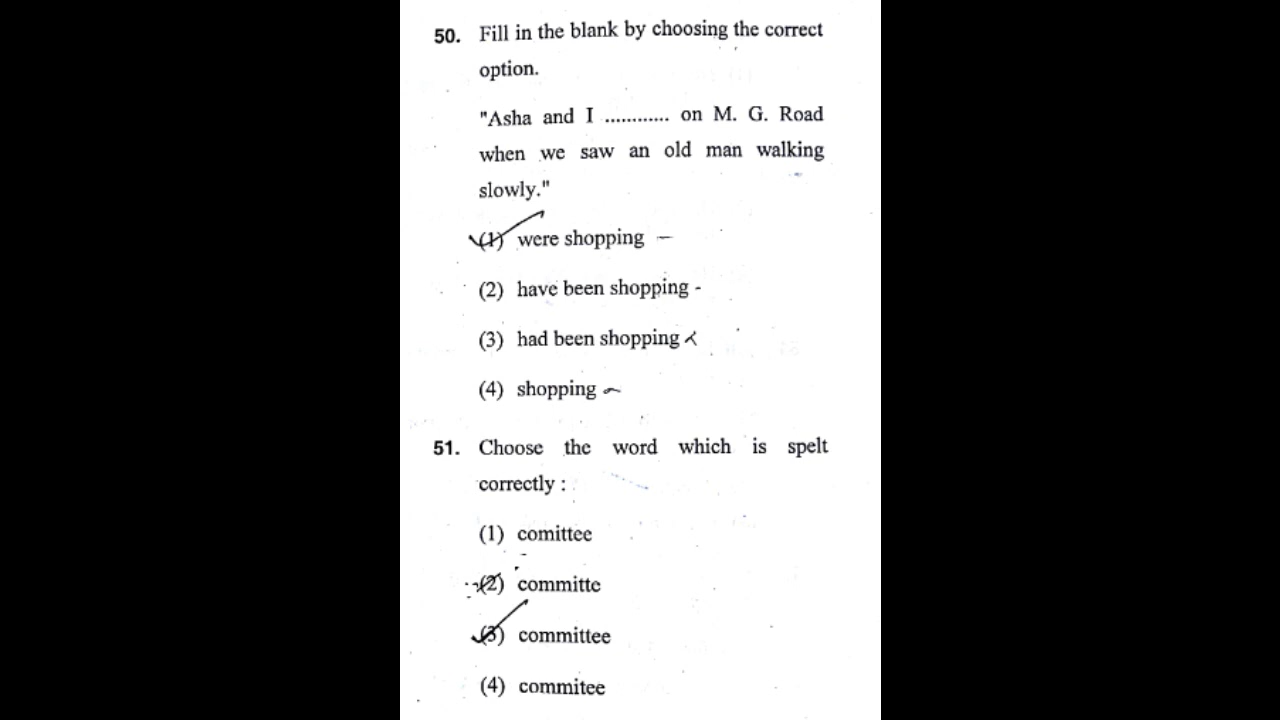 50. Fill in the blank by choosing the correct
option.
"Asha and I ............ on M. G. Road
when we saw an old man walking
slowly."
(1) were shopping
(2) have been shopping
(3) had been shopping
(4) shopping
51. Choose the word which is spelt
correctly :
(1) comittee
(2) committe
(3) committee
(4) commitee